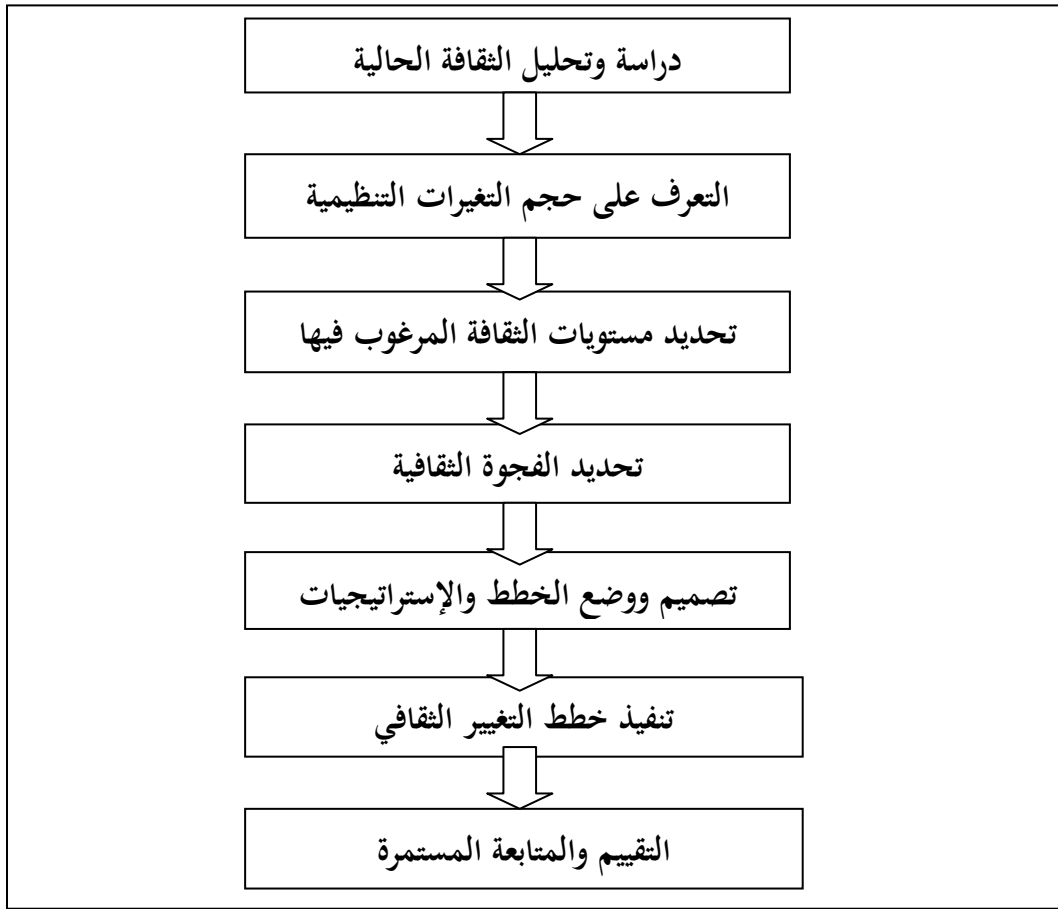 دراسة وتحليل الثقافة الحالية
التعرف على حجم التغيرات التنظيمية
تحديد مستويات الثقافة المرغوب فيها
تحديد الفجوة الثقافية
تصميم ووضع الخطط والإستراتيجيات
تنفيذ خطط التغيير الثقافي
التقييم والمتابعة المستمرة